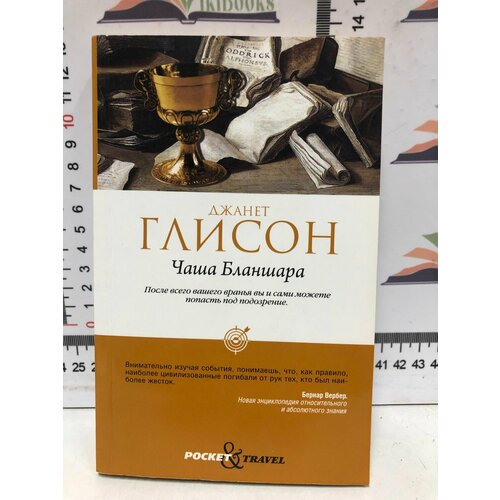 IKIBOOKS
ODDRICK
ДЖАНЕТ
ГЛИСОН
Чаша Бланшара
После всего вашего вранья вы и сами можете
попасть под подозрение.
Внимательно изучая события, понимаешь, что, как правило,
наиболее цивилизованные погибали от рук тех, кто был наи-
более жесток.
Бернар Вербер.
Новая энциклопедия относительного
и абсолютного знания
POCKET & TRAVEL